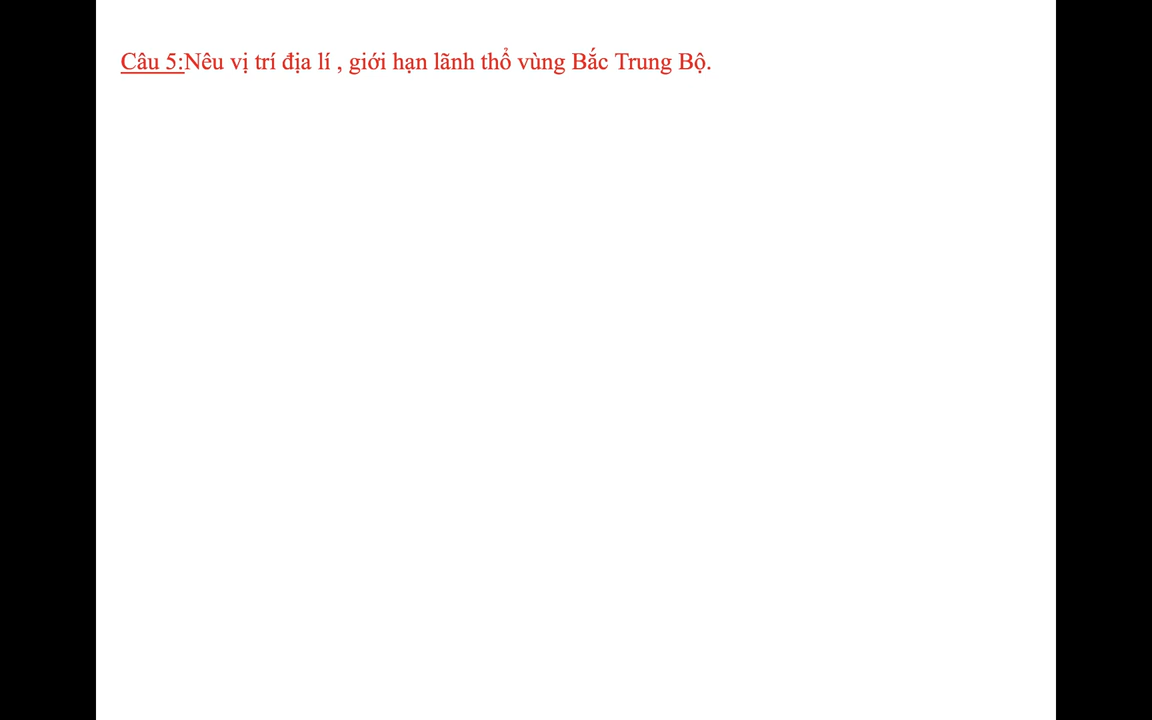 Câu 5:Nêu vị trí địa lí , giới hạn lãnh thổ vùng Bắc Trung Bộ.